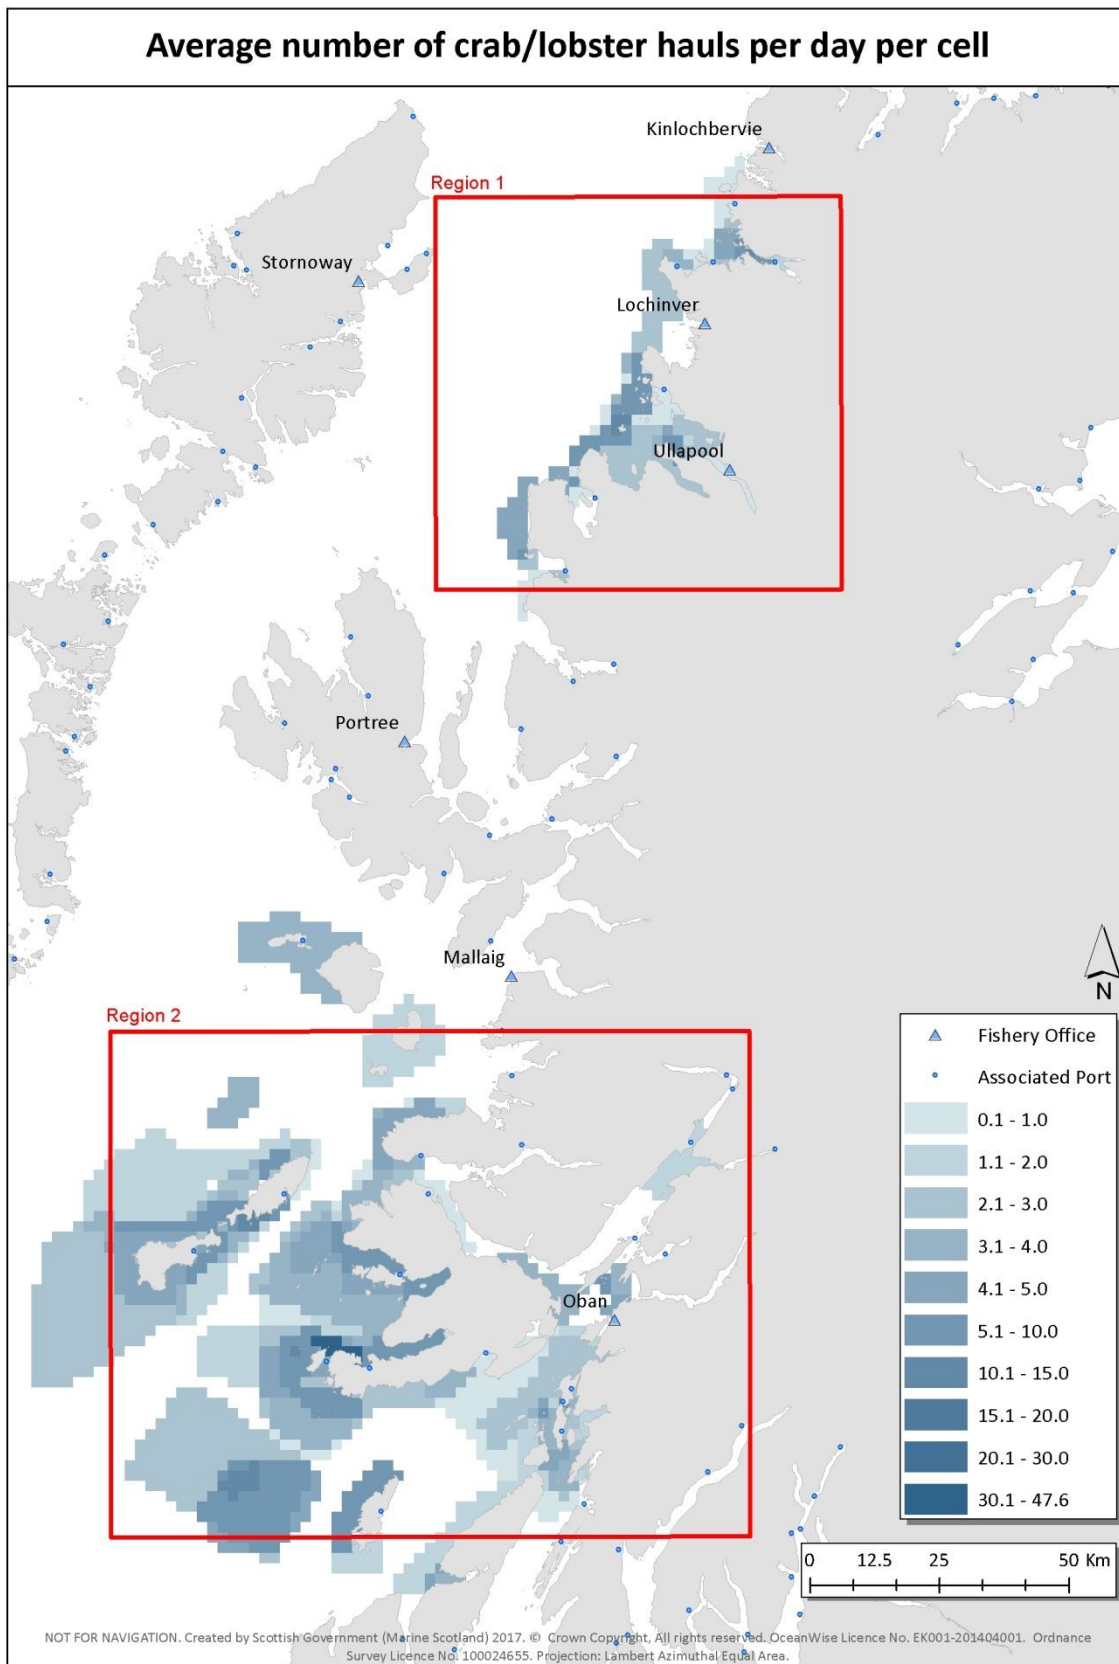 Average number of crab/lobster hauls per day per cell
Kinlochbervie
Region 1
Stornoway
Lochinver
Ullapool
Portree
Mallaig
N
Region 2
Oban
Fishery Office
Associated Port
0.1 - 1.0
1.1 - 2.0
2.1 - 3.0
3.1 - 4.0
4.1 - 5.0
5.1 - 10.0
10.1 - 15.0
15.1 - 20.0
20.1 - 30.0
30.1 - 47.6
0 12.5 25 50 Km
NOT FOR NAVIGATION. Created by Scottish Government (Marine Scotland) 2017. © Crown Copyright, All rights reserved. OceanWise Licence No. EK001-201404001. Ordnance
Survey Licence No. 100024655. Projection: Lambert Azimuthal Equal Area.